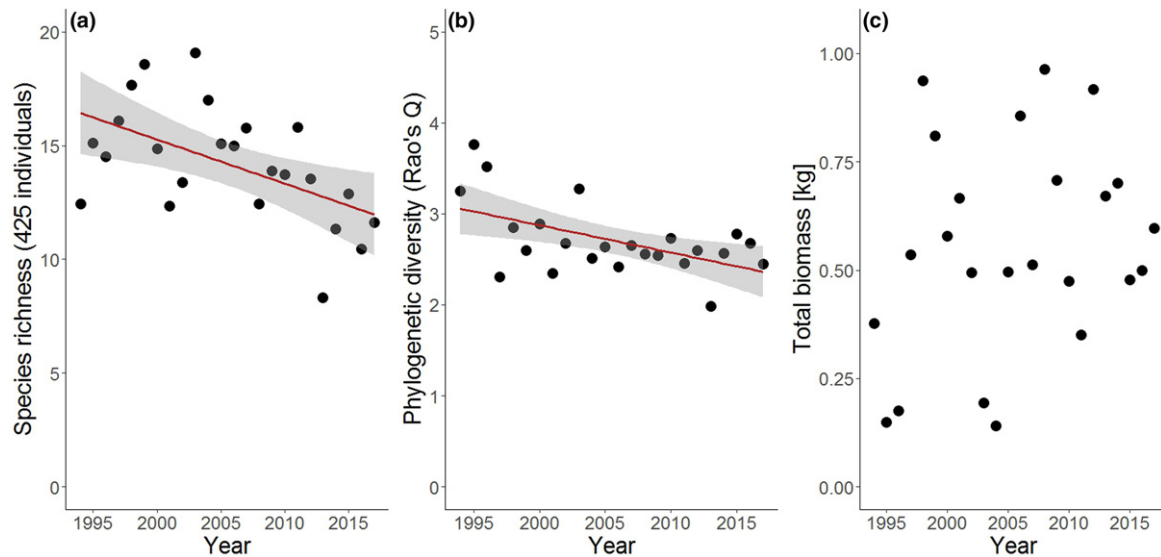 (a)
Species richness (425 individuals)
20
15
10
5
0
1995 2000 2005 2010 2015
Year
(b)
Phylogenetic diversity (Rao's Q)
5
4
3
2
1
0
1995 2000 2005 2010 2015
Year
(c)
Total biomass [kg]
1.00
0.75
0.50
0.25
0.00
1995 2000 2005 2010 2015
Year